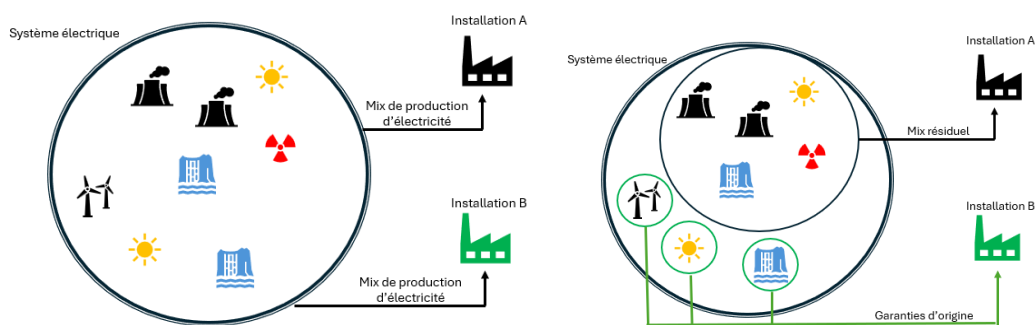 Système électrique
Installation A
Mix de production
d'électricité
Installation B
Mix de production
d'électricité
Système électrique
Installation A
Mix résiduel
Installation B
Garanties d'origine